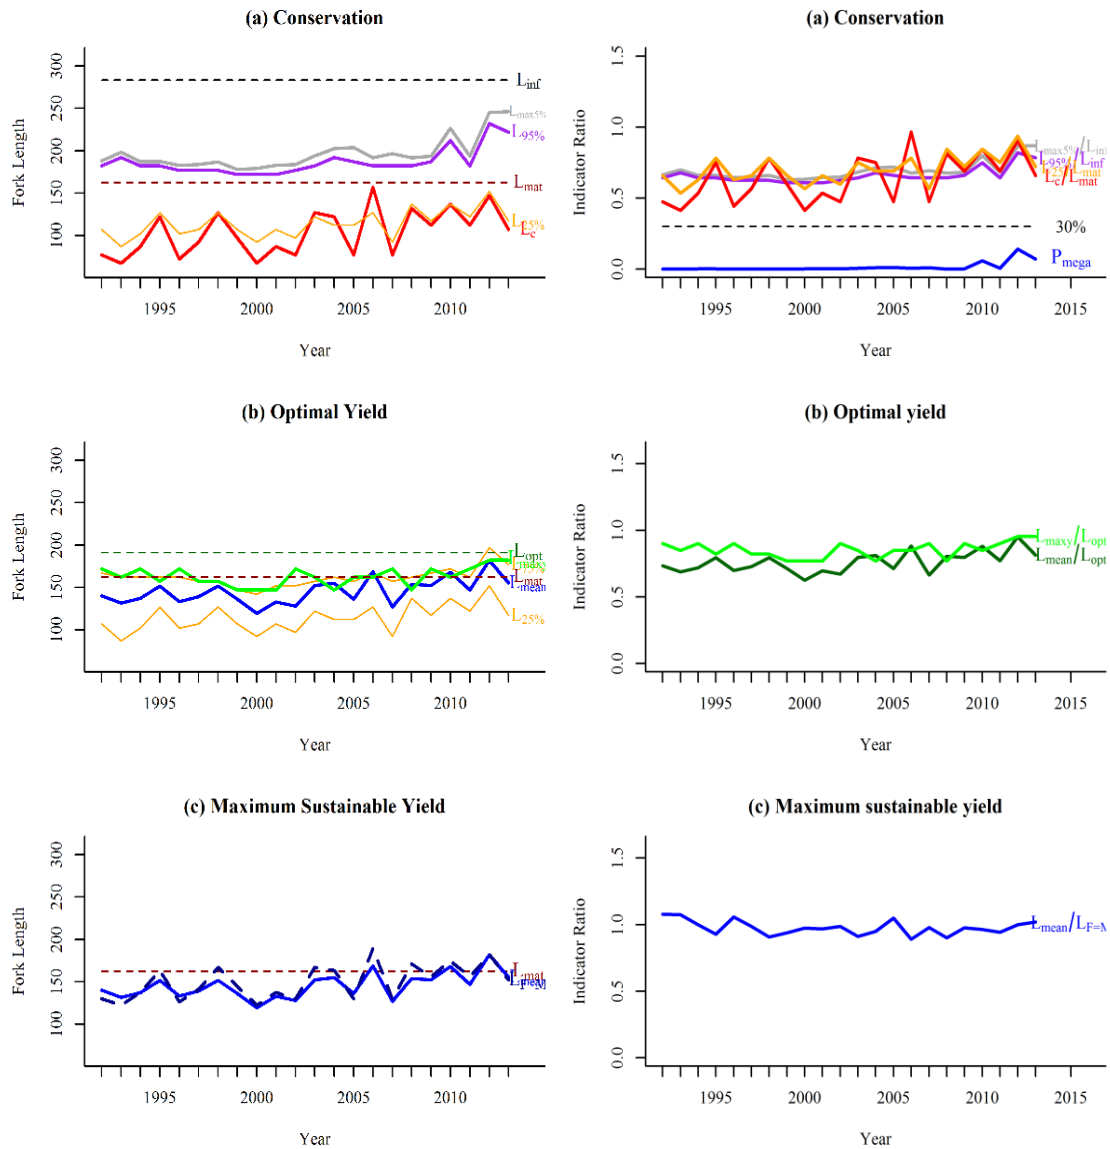 (a) Conservation
Fork Length
100 150 200 250 300
Linf
Lmax5%
L95%
Lmat
L25%
Lc
1995 2000 2005 2010
Year
(a) Conservation
Indicator Ratio
0.0 0.5 1.0 1.5
Lmax5%/Linf
L95%/Linf
L25%/Lmat
Lc/Lmat
30%
Pmega
1995 2000 2005 2010 2015
Year
(b) Optimal Yield
Fork Length
100 150 200 250 300
Lopt
Lmaxy
L75%
Lmat
Lmean
L25%
1995 2000 2005 2010
Year
(b) Optimal yield
Indicator Ratio
0.0 0.5 1.0 1.5
Lmaxy/Lopt
Lmean/Lopt
1995 2000 2005 2010 2015
Year
(c) Maximum Sustainable Yield
Fork Length
100 150 200 250 300
Lmat
1995 2000 2005 2010
Year
(c) Maximum sustainable yield
Indicator Ratio
0.0 0.5 1.0 1.5
Lmean/LF=M
1995 2000 2005 2010 2015
Year